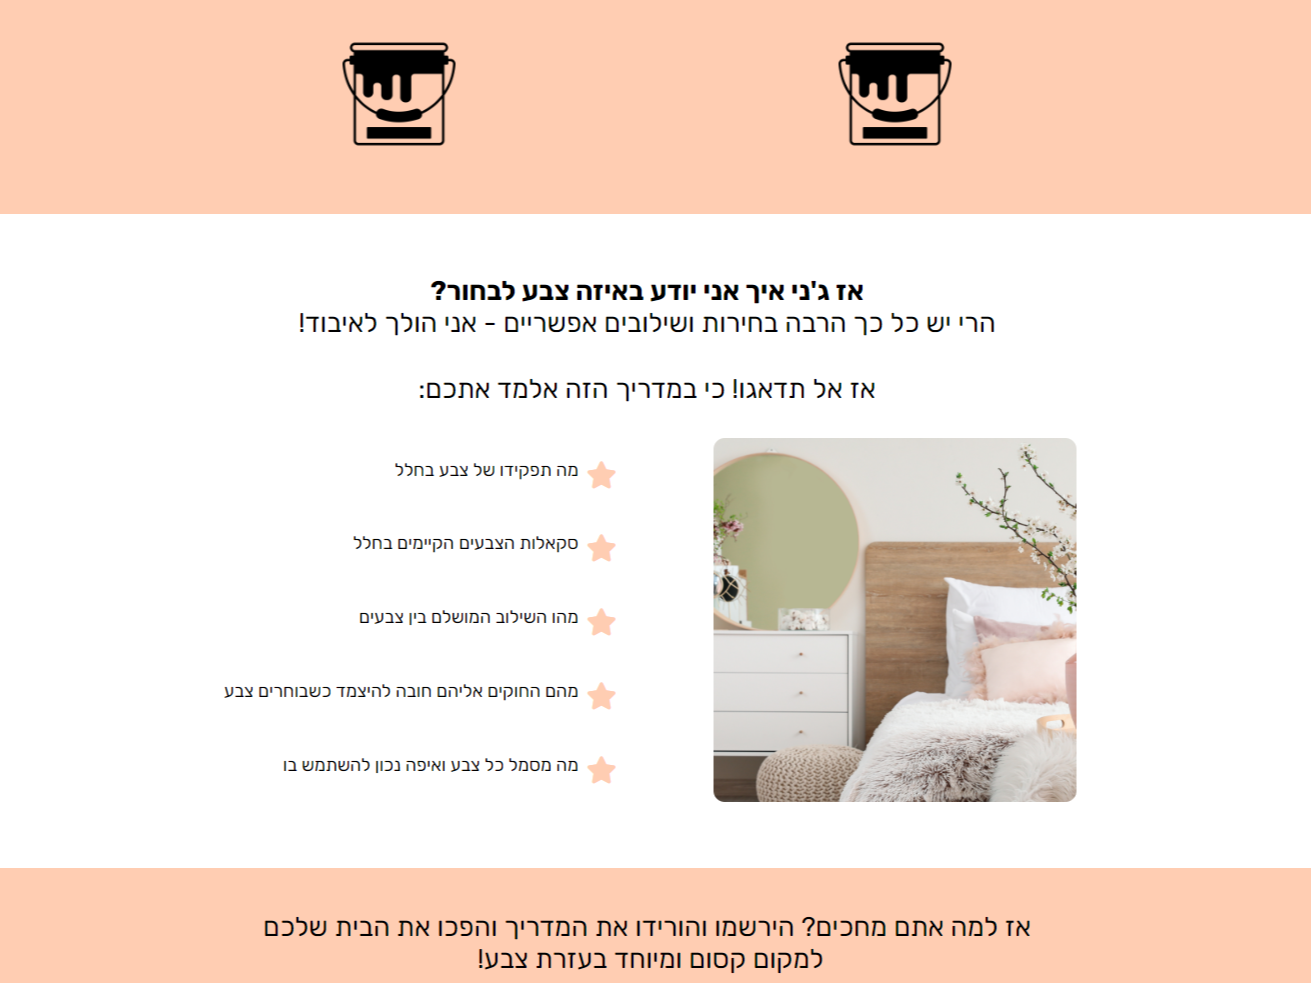 אז ג'ני איך אני יודע באיזה צבע לבחור?
הרי יש כל כך הרבה בחירות ושילובים אפשריים - אני הולך לאיבוד!
אז אל תדאגו! כי במדריך הזה אלמד אתכם:
מה תפקידו של צבע בחלל
סקאלות הצבעים הקיימים בחלל
מהו השילוב המושלם בין צבעים
מהם החוקים אליהם חובה להיצמד כשבוחרים צבע
מה מסמל כל צבע ואיפה נכון להשתמש בו
אז למה אתם מחכים? הירשמו והורידו את המדריך והפכו את הבית שלכם
למקום קסום ומיוחד בעזרת צבע!